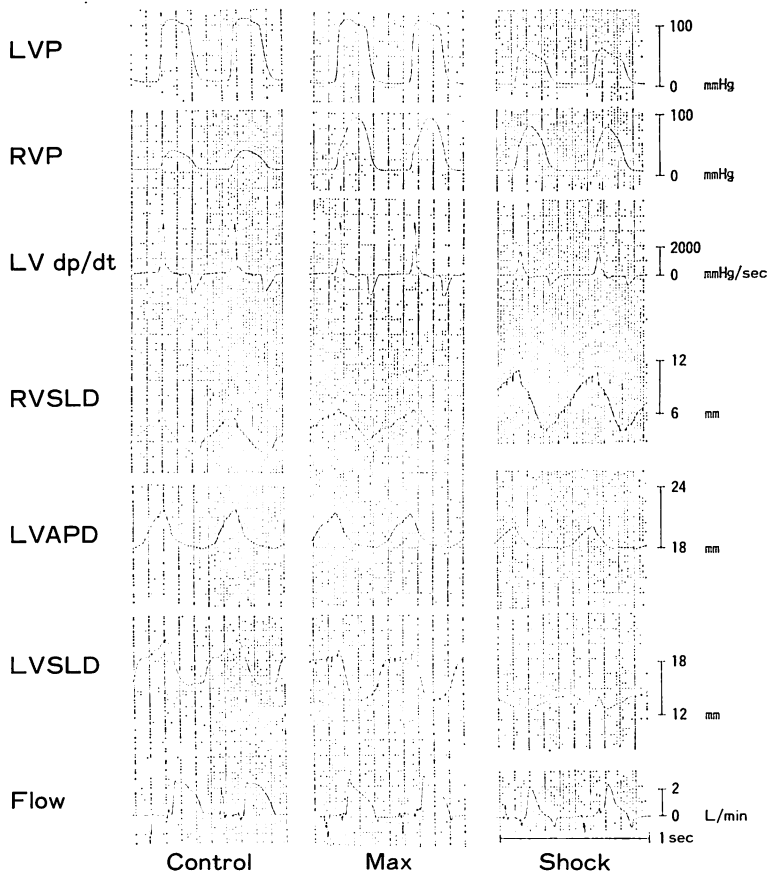 LVP
100
0 mmHg
RVP
100
0 mmHg
LV dp/dt
2000
0 mmHg/sec
RVSLD
12
6 mm
LVAPD
24
18 mm
LVSLD
18
12 mm
Flow
2
0 L/min
1 sec
Control Max Shock